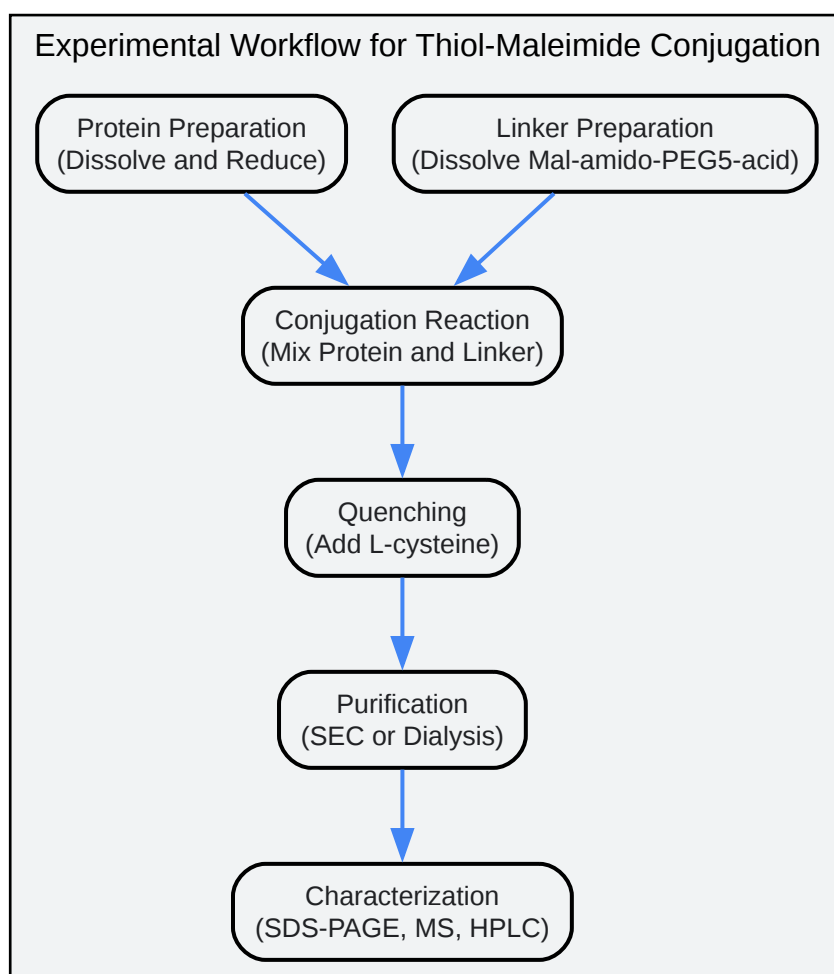 Experimental Workflow for Thiol-Maleimide Conjugation
Protein Preparation
(Dissolve and Reduce)
Linker Preparation
(Dissolve Mal-amido-PEG5-acid)
Conjugation Reaction
(Mix Protein and Linker)
Quenching
(Add L-cysteine)
Purification
(SEC or Dialysis)
Characterization
(SDS-PAGE, MS, HPLC)